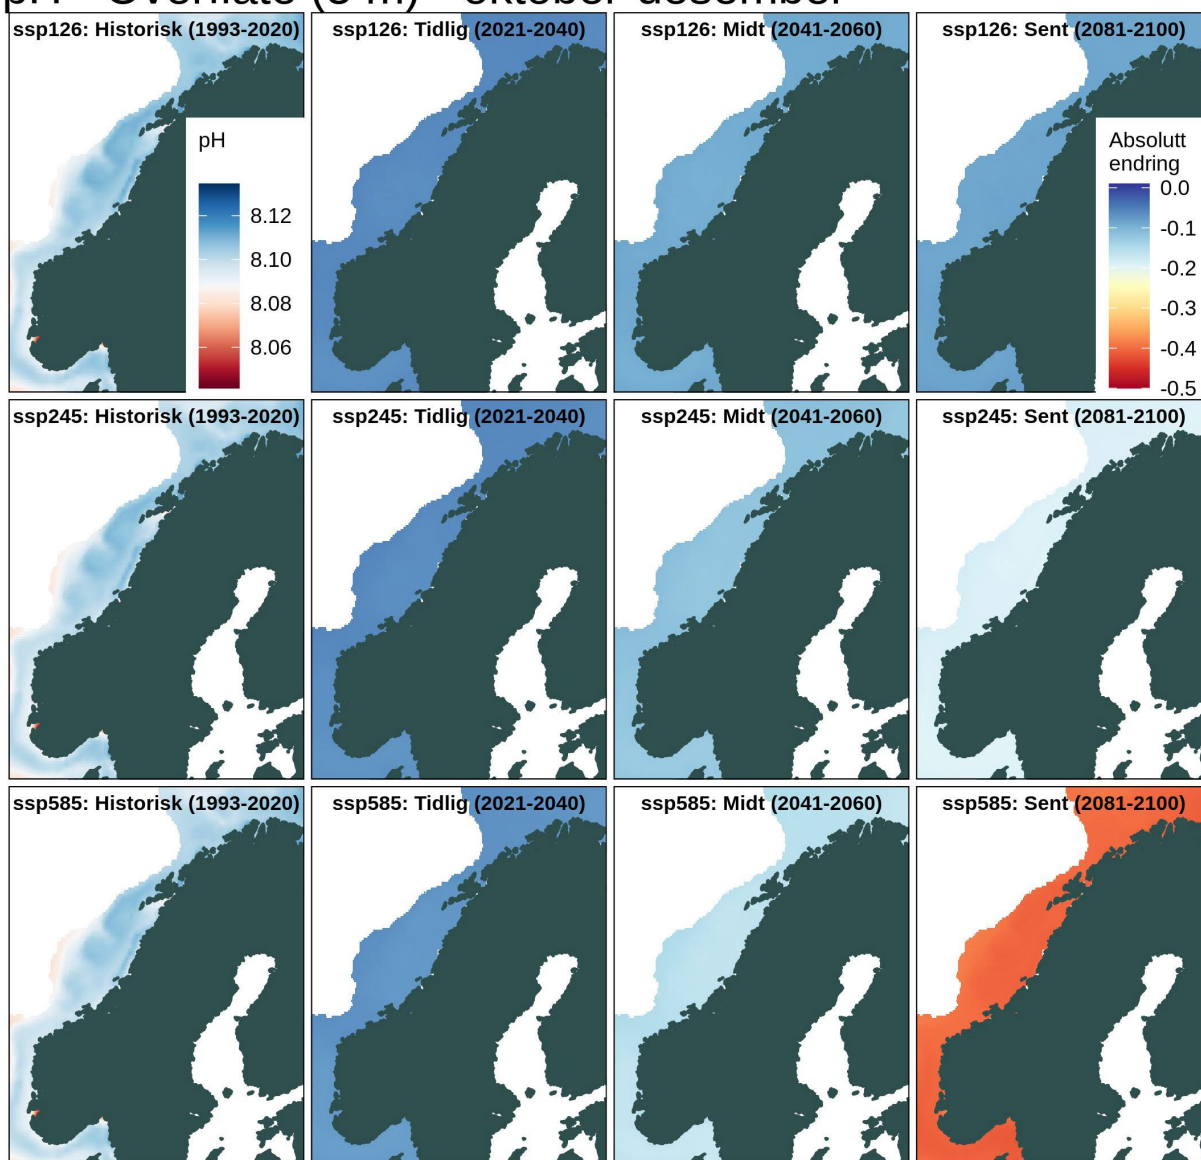 ssp126: Historisk (1993-2020) ssp126: Tidlig (2021-2040) ssp126: Midt (2041-2060) ssp126: Sent (2081-2100)
pH
8.12
8.10
8.08
8.06
Absolutt
endring
0.0
-0.1
-0.2
-0.3
-0.4
-0.5
ssp245: Historisk (1993-2020) ssp245: Tidlig (2021-2040) ssp245: Midt (2041-2060) ssp245: Sent (2081-2100)
ssp585: Historisk (1993-2020) ssp585: Tidlig (2021-2040) ssp585: Midt (2041-2060) ssp585: Sent (2081-2100)